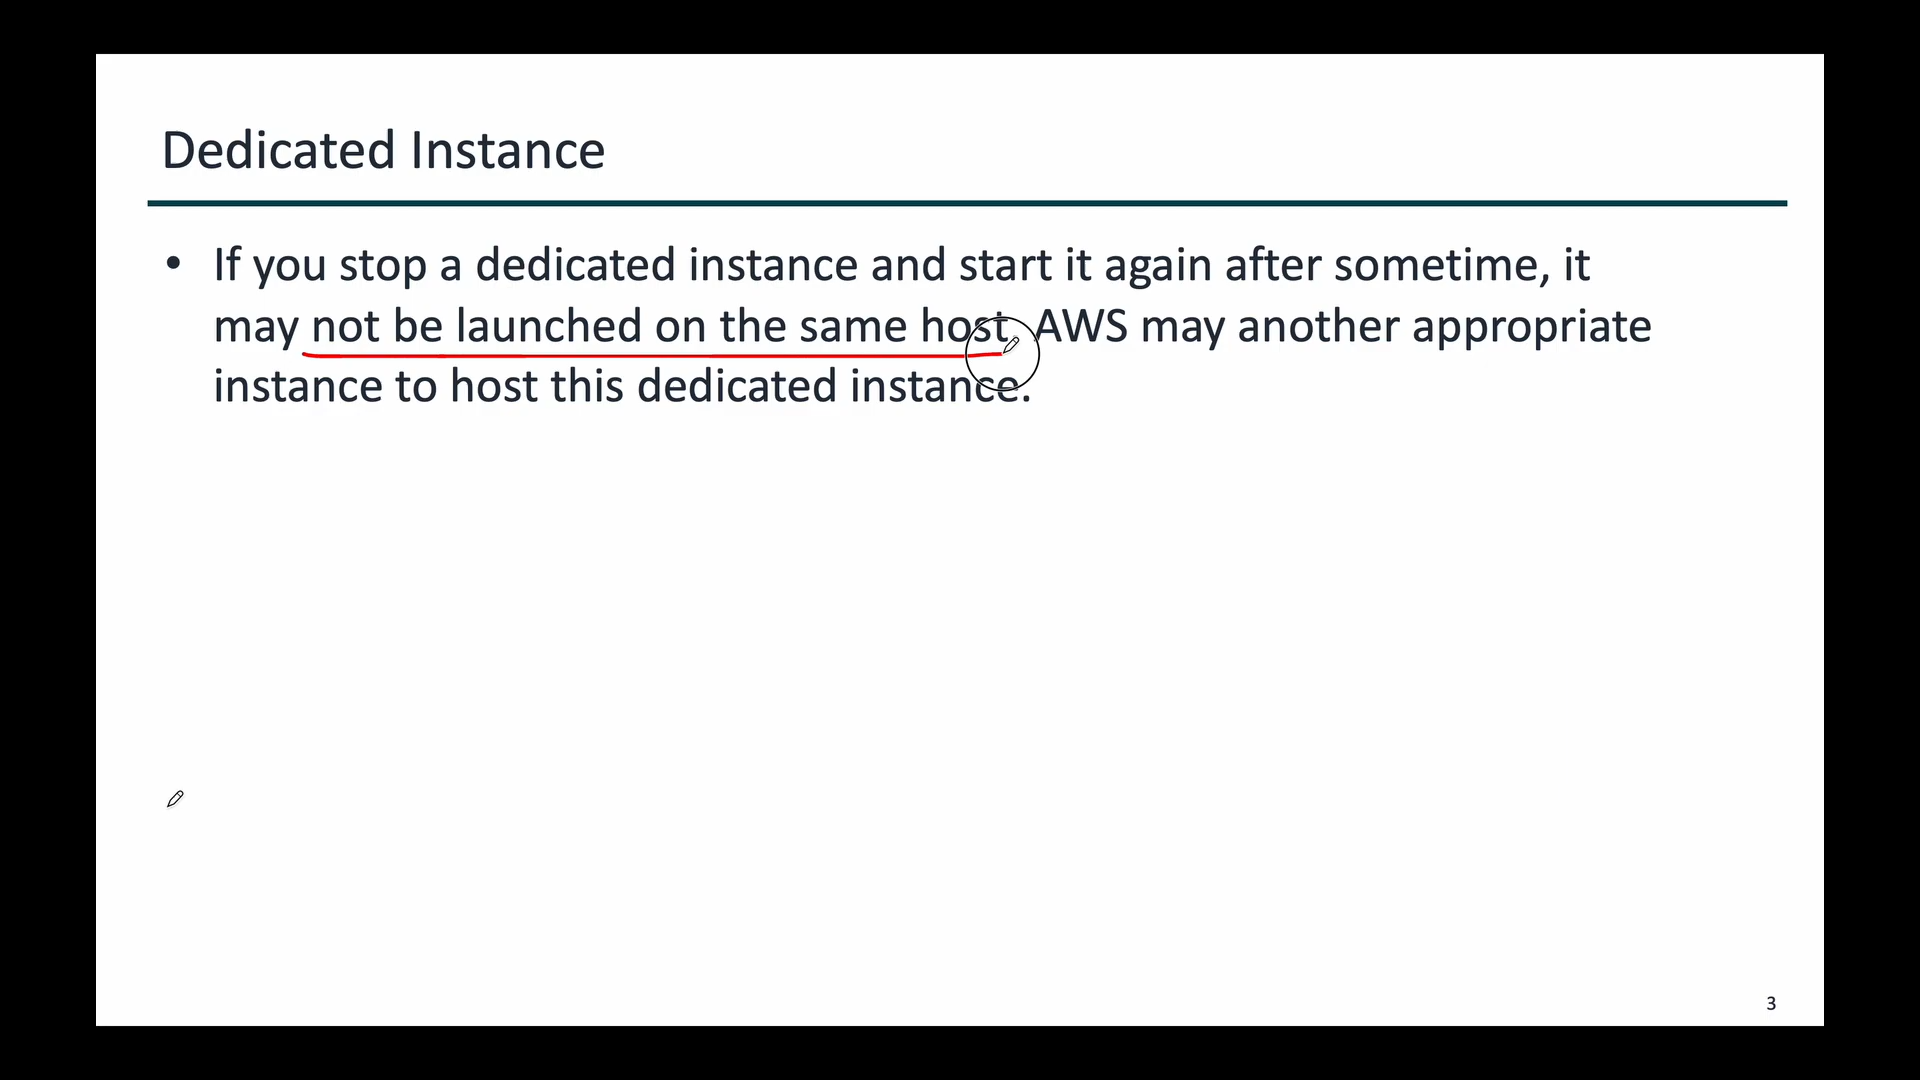 Dedicated Instance
• If you stop a dedicated instance and start it again after sometime, it
may not be launched on the same host. AWS may another appropriate
instance to host this dedicated instance.
3